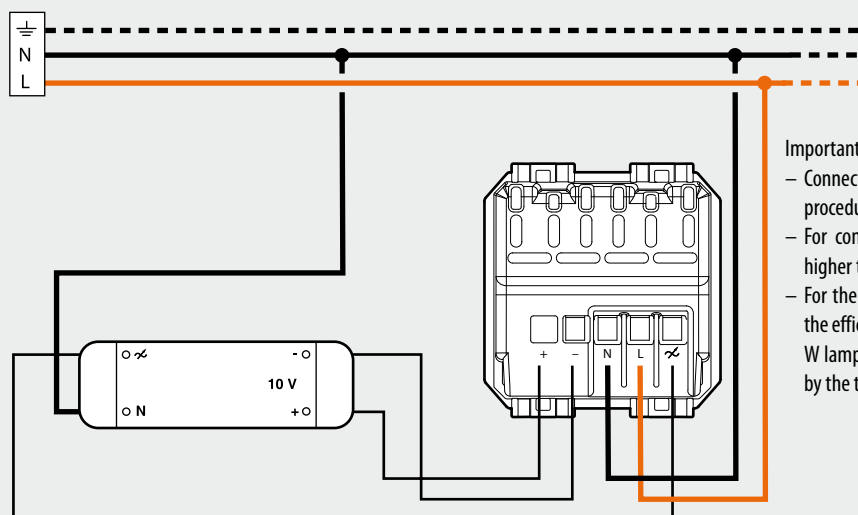 N
L
Important
– Connec
procedu
– For con
higher t
– For the
the effic
W lamp
by the t
+ – N L
- 
10 V
N +